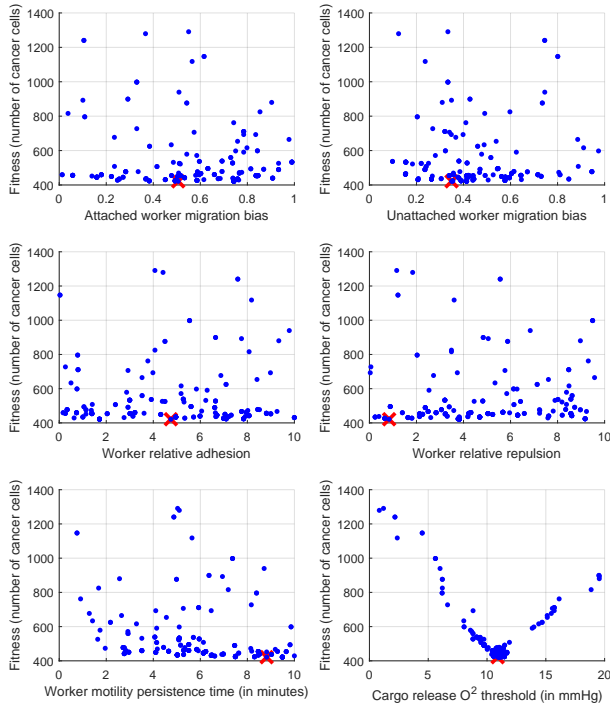 1400
1200
1000
800
600
400
0 0.2 0.4 0.6 0.8 1
Fitness (number of cancer cells)
Attached worker migration bias
1400
1200
1000
800
600
400
0 0.2 0.4 0.6 0.8 1
Fitness (number of cancer cells)
Unattached worker migration bias
1400
1200
1000
800
600
400
0 2 4 6 8 10
Fitness (number of cancer cells)
Worker relative adhesion
1400
1200
1000
800
600
400
0 2 4 6 8 10
Fitness (number of cancer cells)
Worker relative repulsion
1400
1200
1000
800
600
400
0 2 4 6 8 10
Fitness (number of cancer cells)
Worker motility persistence time (in minutes)
1400
1200
1000
800
600
400
0 5 10 15 20
Fitness (number of cancer cells)
Cargo release O² threshold (in mmHg)